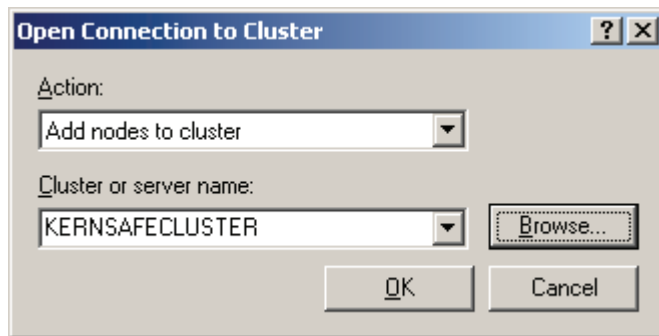 Open Connection to Cluster
Action:
Add nodes to cluster
Cluster or server name:
KERNSAFECLUSTER
Browse...
OK
Cancel